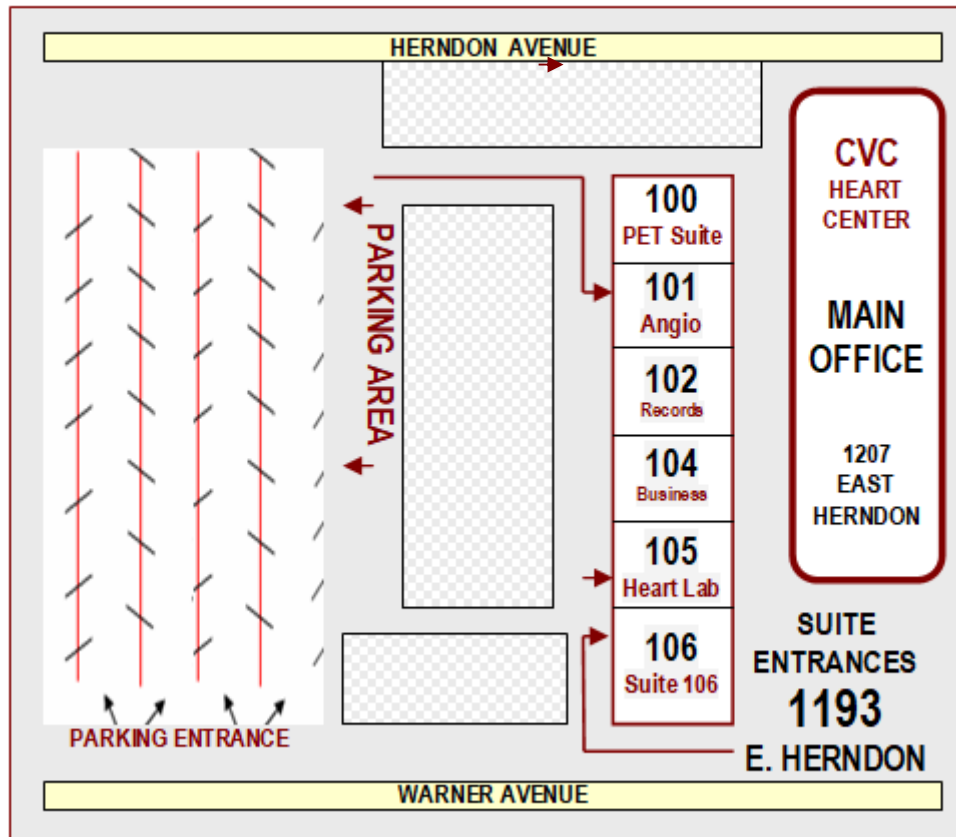 HERNDON AVENUE
CVC
HEART
CENTER
MAIN
OFFICE
1207
EAST
HERNDON
100
PET Suite
101
Angio
102
Records
104
Business
105
Heart Lab
106
Suite 106
PARKING AREA
SUITE
ENTRANCES
1193
E. HERNDON
PARKING ENTRANCE
WARNER AVENUE